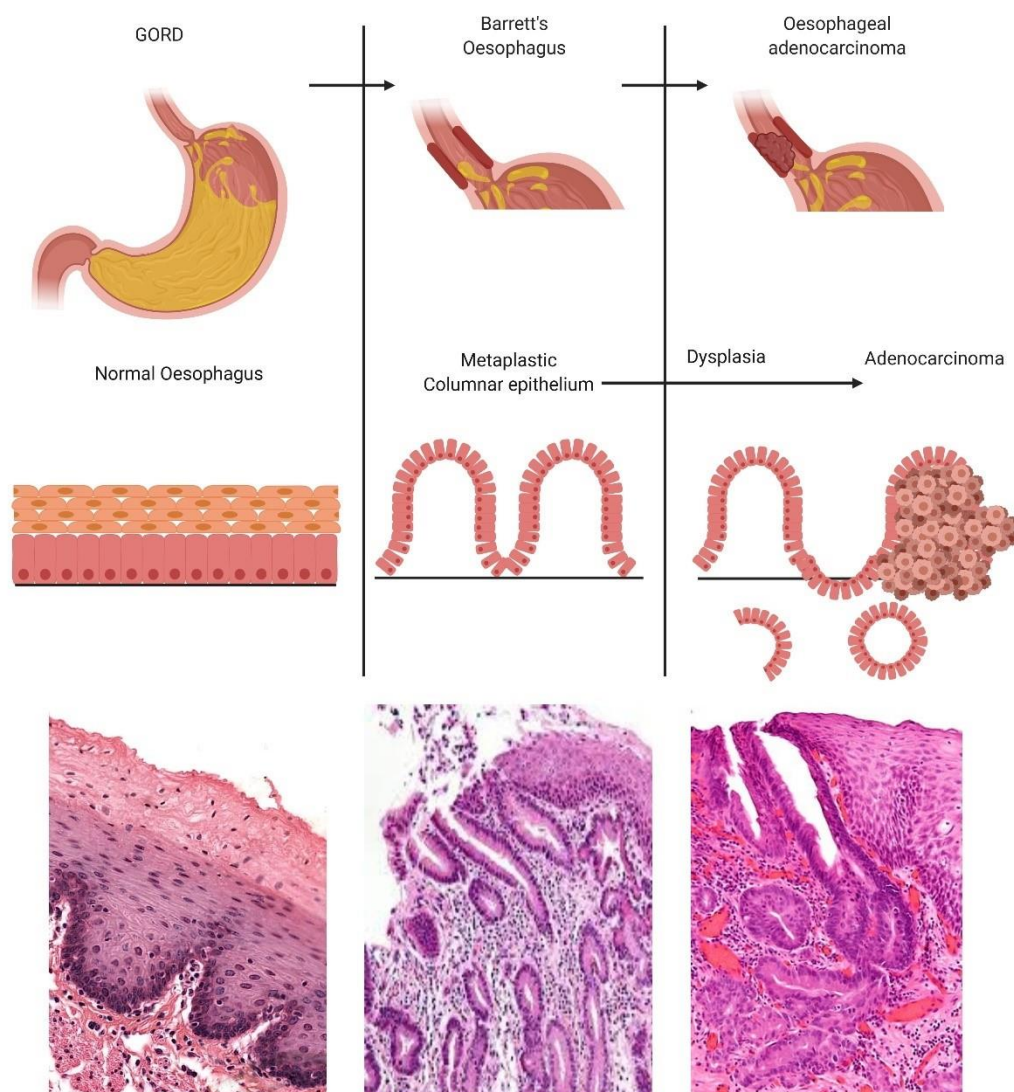 GORD
Barrett's
Oesophagus
Oesophageal
adenocarcinoma
Normal Oesophagus
Metaplastic
Columnar epithelium
Dysplasia
Adenocarcinoma